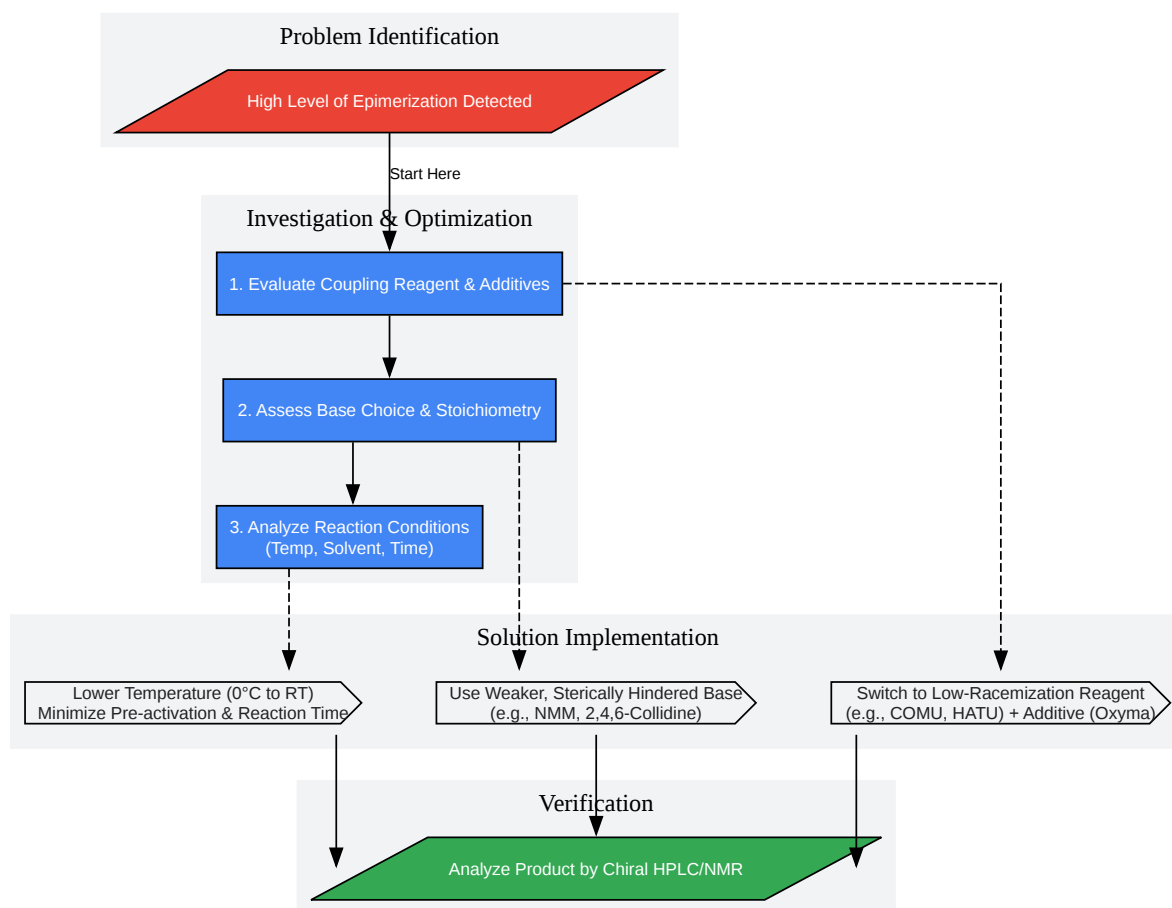 Problem Identification
High Level of Epimerization Detected
Start Here
Investigation & Optimization
1. Evaluate Coupling Reagent & Additives
2. Assess Base Choice & Stoichiometry
3. Analyze Reaction Conditions
(Temp, Solvent, Time)
Solution Implementation
Lower Temperature (0°C to RT)
Minimize Pre-activation & Reaction Time
Use Weaker, Sterically Hindered Base
(e.g., NMM, 2,4,6-Collidine)
Switch to Low-Racemization Reagent
(e.g., COMU, HATU) + Additive (Oxyma)
Verification
Analyze Product by Chiral HPLC/NMR